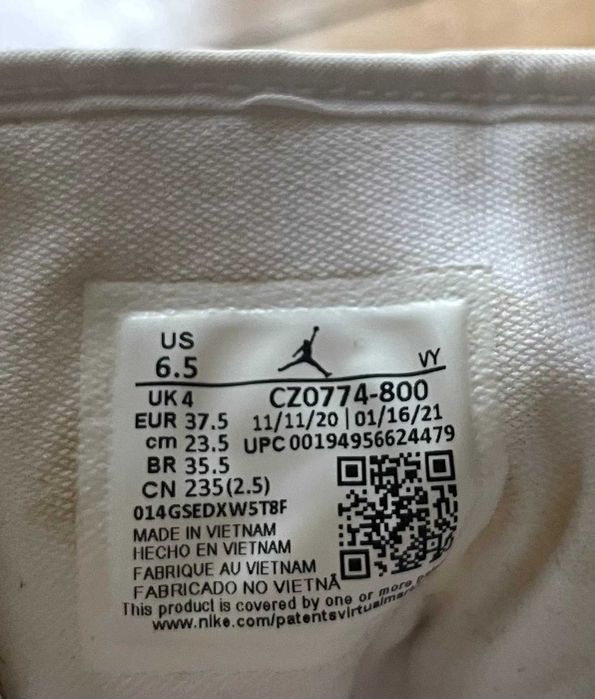 US
6.5
VY
UK 4 CZ0774-800
EUR 37.5 11/11/20 | 01/16/21
cm 23.5 UPC 00194956624479
BR 35.5
CN 235(2.5)
014GSEDXW5T8F
MADE IN VIETNAM
HECHO EN VIETNAM
FABRIQUE AU VIETNAM
FABRICADO NO VIETNÃ
This product is covered by one or more
www.nike.com/patentsvirtual